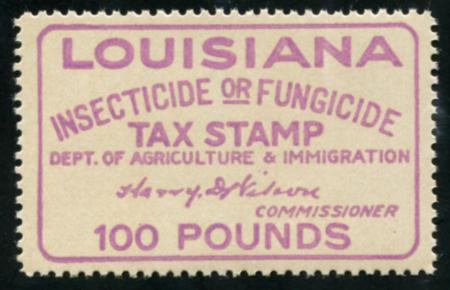 LOUISIANA
INSECTICIDE OR FUNGICIDE
TAX STAMP
DEPT. OF AGRICULTURE & IMMIGRATION
Harry D. Wilson
COMMISSIONER
100 POUNDS